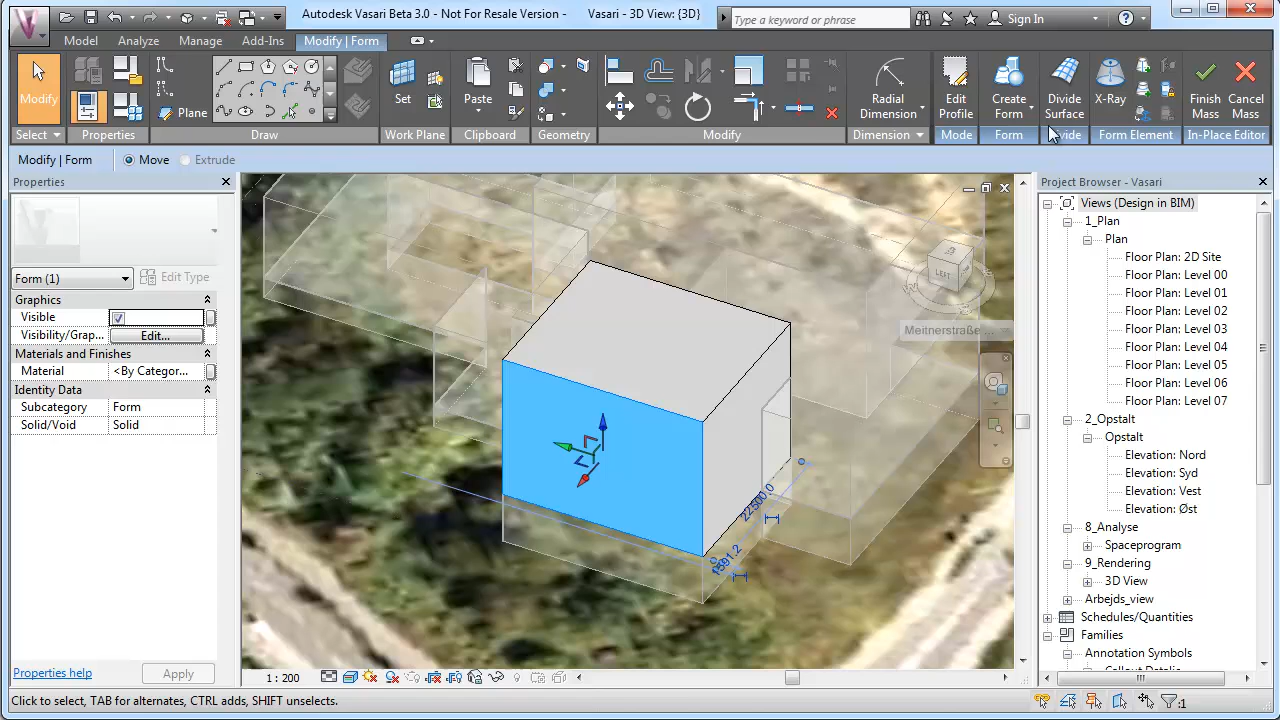 Autodesk Vasari Beta 3.0 - Not For Resale Version - Vasari - 3D View: {3D}
Type a keyword or phrase
Sign In
Model Analyze Manage Add-Ins Modify | Form
Modify
Plane
Set
Paste
Radial Dimension
Edit Profile
Create Form
Divide Surface
X-Ray
Finish Mass
Cancel Mass
Select Properties Draw Work Plane Clipboard Geometry Modify Dimension Mode Form Form Element In-Place Editor
Modify | Form Move Extrude
Properties
Form (1) Edit Type
Graphics
Visible
Visibility/Grap... Edit...
Materials and Finishes
Material <By Categor...
Identity Data
Subcategory Form
Solid/Void Solid
Properties help Apply
LEFT
Meitnerstraße ...
22500.0
1 : 200
Project Browser - Vasari
Views (Design in BIM)
1_Plan
Plan
Floor Plan: 2D Site
Floor Plan: Level 00
Floor Plan: Level 01
Floor Plan: Level 02
Floor Plan: Level 03
Floor Plan: Level 04
Floor Plan: Level 05
Floor Plan: Level 06
Floor Plan: Level 07
2_Opstalt
Opstalt
Elevation: Nord
Elevation: Syd
Elevation: Vest
Elevation: Øst
8_Analyse
Spaceprogram
9_Rendering
3D View
Arbejds_view
Schedules/Quantities
Families
Annotation Symbols
Click to select, TAB for alternates, CTRL adds, SHIFT unselects.
:1